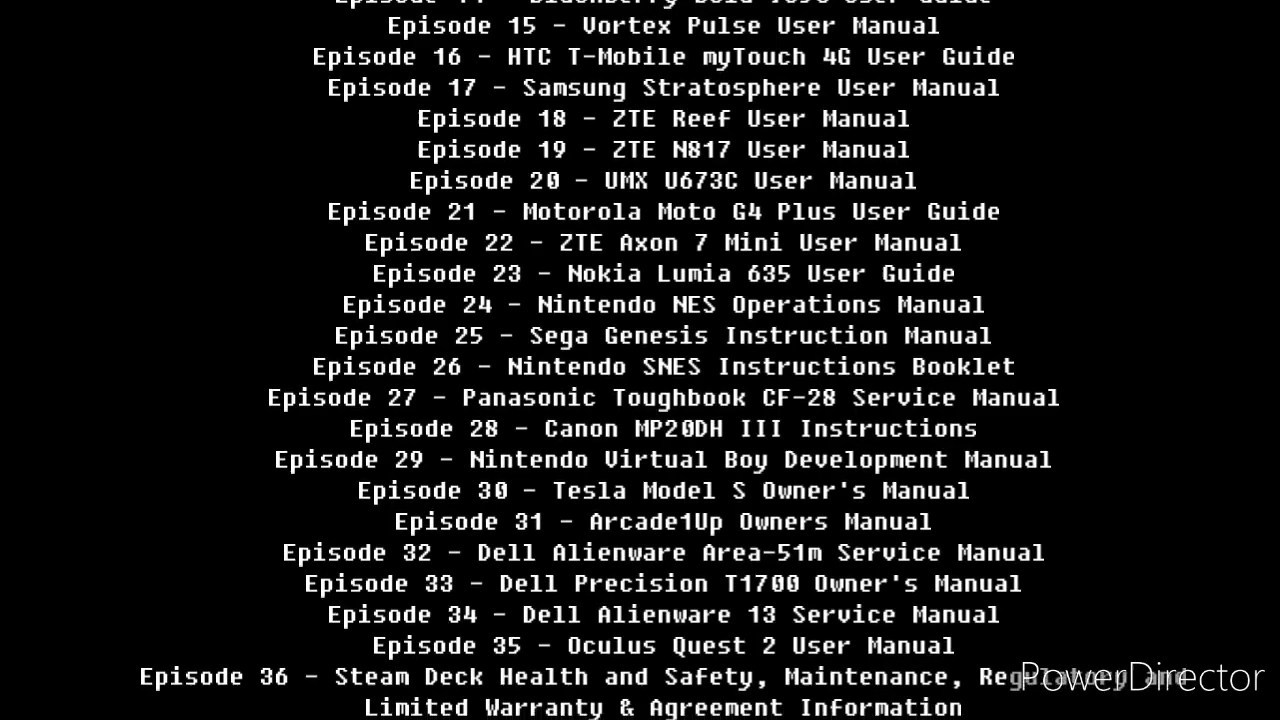 Episode 15 - Vortex Pulse User Manual
Episode 16 - HTC T-Mobile myTouch 4G User Guide
Episode 17 - Samsung Stratosphere User Manual
Episode 18 - ZTE Reef User Manual
Episode 19 - ZTE N817 User Manual
Episode 20 - UMX U673C User Manual
Episode 21 - Motorola Moto G4 Plus User Guide
Episode 22 - ZTE Axon 7 Mini User Manual
Episode 23 - Nokia Lumia 635 User Guide
Episode 24 - Nintendo NES Operations Manual
Episode 25 - Sega Genesis Instruction Manual
Episode 26 - Nintendo SNES Instructions Booklet
Episode 27 - Panasonic Toughbook CF-28 Service Manual
Episode 28 - Canon MP20DH III Instructions
Episode 29 - Nintendo Virtual Boy Development Manual
Episode 30 - Tesla Model S Owner's Manual
Episode 31 - Arcade1Up Owners Manual
Episode 32 - Dell Alienware Area-51m Service Manual
Episode 33 - Dell Precision T1700 Owner's Manual
Episode 34 - Dell Alienware 13 Service Manual
Episode 35 - Oculus Quest 2 User Manual
Episode 36 - Steam Deck Health and Safety, Maintenance, Regulatory and
PowerDirector
Limited Warranty & Agreement Information